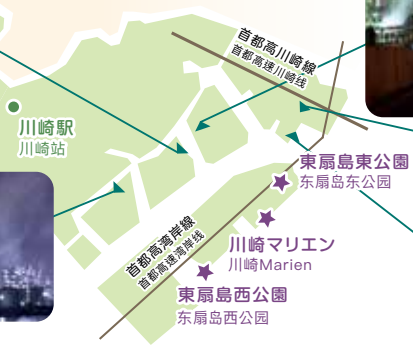 首都高川崎線
首都高速川崎线
川崎駅
川崎站
東扇島東公園
东扇岛东公园
首都高湾岸線
首都高速湾岸线
川崎マリエン
川崎Marien
東扇島西公園
东扇岛西公园